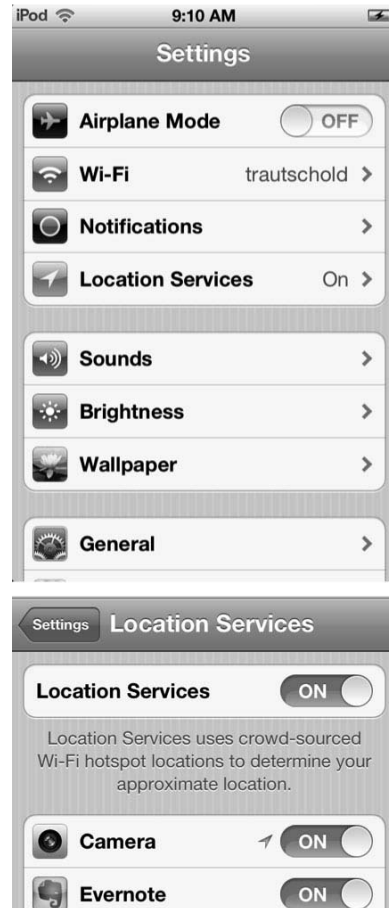 iPod 9:10 AM
Settings
Airplane Mode OFF
Wi-Fi trautschold
Notifications
Location Services On
Sounds
Brightness
Wallpaper
General
Settings Location Services
Location Services ON
Location Services uses crowd-sourced
Wi-Fi hotspot locations to determine your
approximate location.
Camera ON
Evernote ON